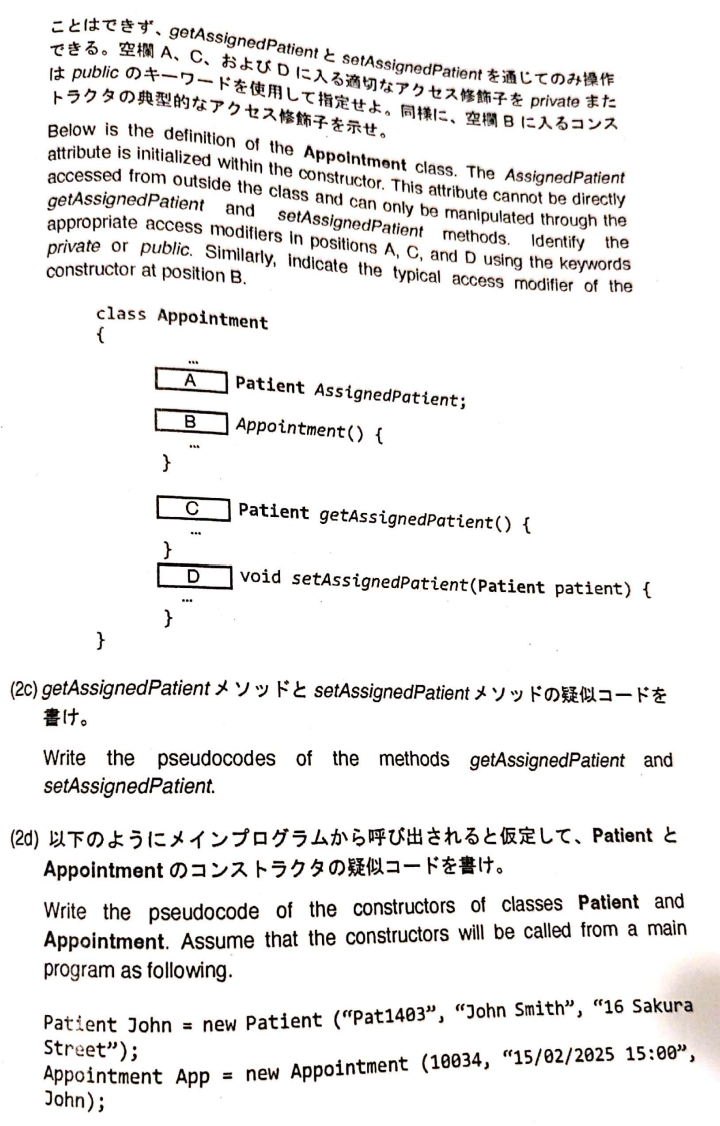 ことはできず、getAssignedPatient と setAssignedPatient を通じてのみ操作
できる。空欄 A、C、および D に入る適切なアクセス修飾子を private また
は public のキーワードを使用して指定せよ。同様に、空欄 B に入るコンス
トラクタの典型的なアクセス修飾子を示せ。
Below is the definition of the Appointment class. The AssignedPatient
attribute is initialized within the constructor. This attribute cannot be directly
accessed from outside the class and can only be manipulated through the
getAssignedPatient and setAssignedPatient methods. Identify the
appropriate access modifiers in positions A, C, and D using the keywords
private or public. Similarly, indicate the typical access modifier of the
constructor at position B.
class Appointment
{
...
A Patient AssignedPatient;
B Appointment() {
...
}
C Patient getAssignedPatient() {
...
}
D void setAssignedPatient(Patient patient) {
...
}
}
(2c) getAssignedPatient メソッドと setAssignedPatient メソッドの疑似コードを
書け。
Write the pseudocodes of the methods getAssignedPatient and
setAssignedPatient.
(2d) 以下のようにメインプログラムから呼び出されると仮定して、Patient と
Appointment のコンストラクタの疑似コードを書け。
Write the pseudocode of the constructors of classes Patient and
Appointment. Assume that the constructors will be called from a main
program as following.
Patient John = new Patient (“Pat1403”, “John Smith”, “16 Sakura
Street”);
Appointment App = new Appointment (10034, “15/02/2025 15:00”,
John);